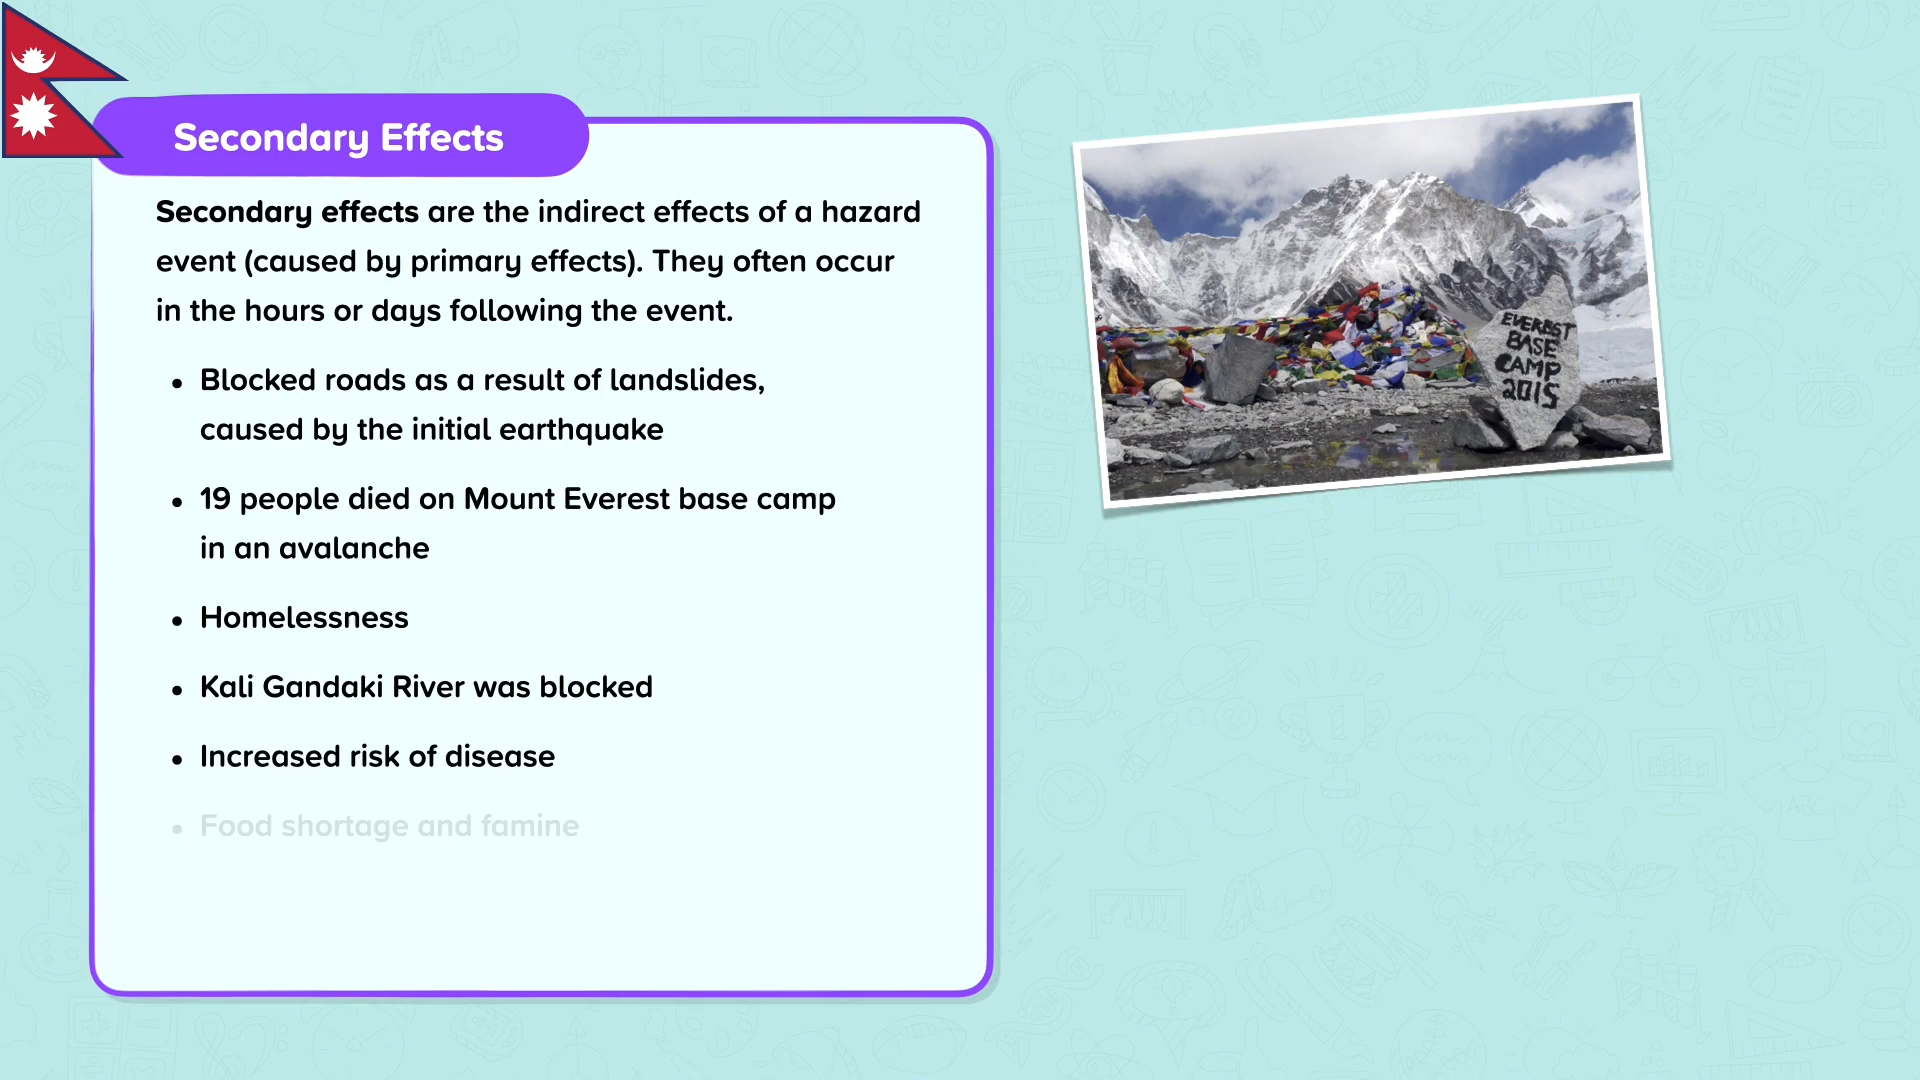 Secondary Effects
Secondary effects are the indirect effects of a hazard
event (caused by primary effects). They often occur
in the hours or days following the event.
• Blocked roads as a result of landslides,
caused by the initial earthquake
• 19 people died on Mount Everest base camp
in an avalanche
• Homelessness
• Kali Gandaki River was blocked
• Increased risk of disease
• Food shortage and famine
EVEREST
BASE
CAMP
2015